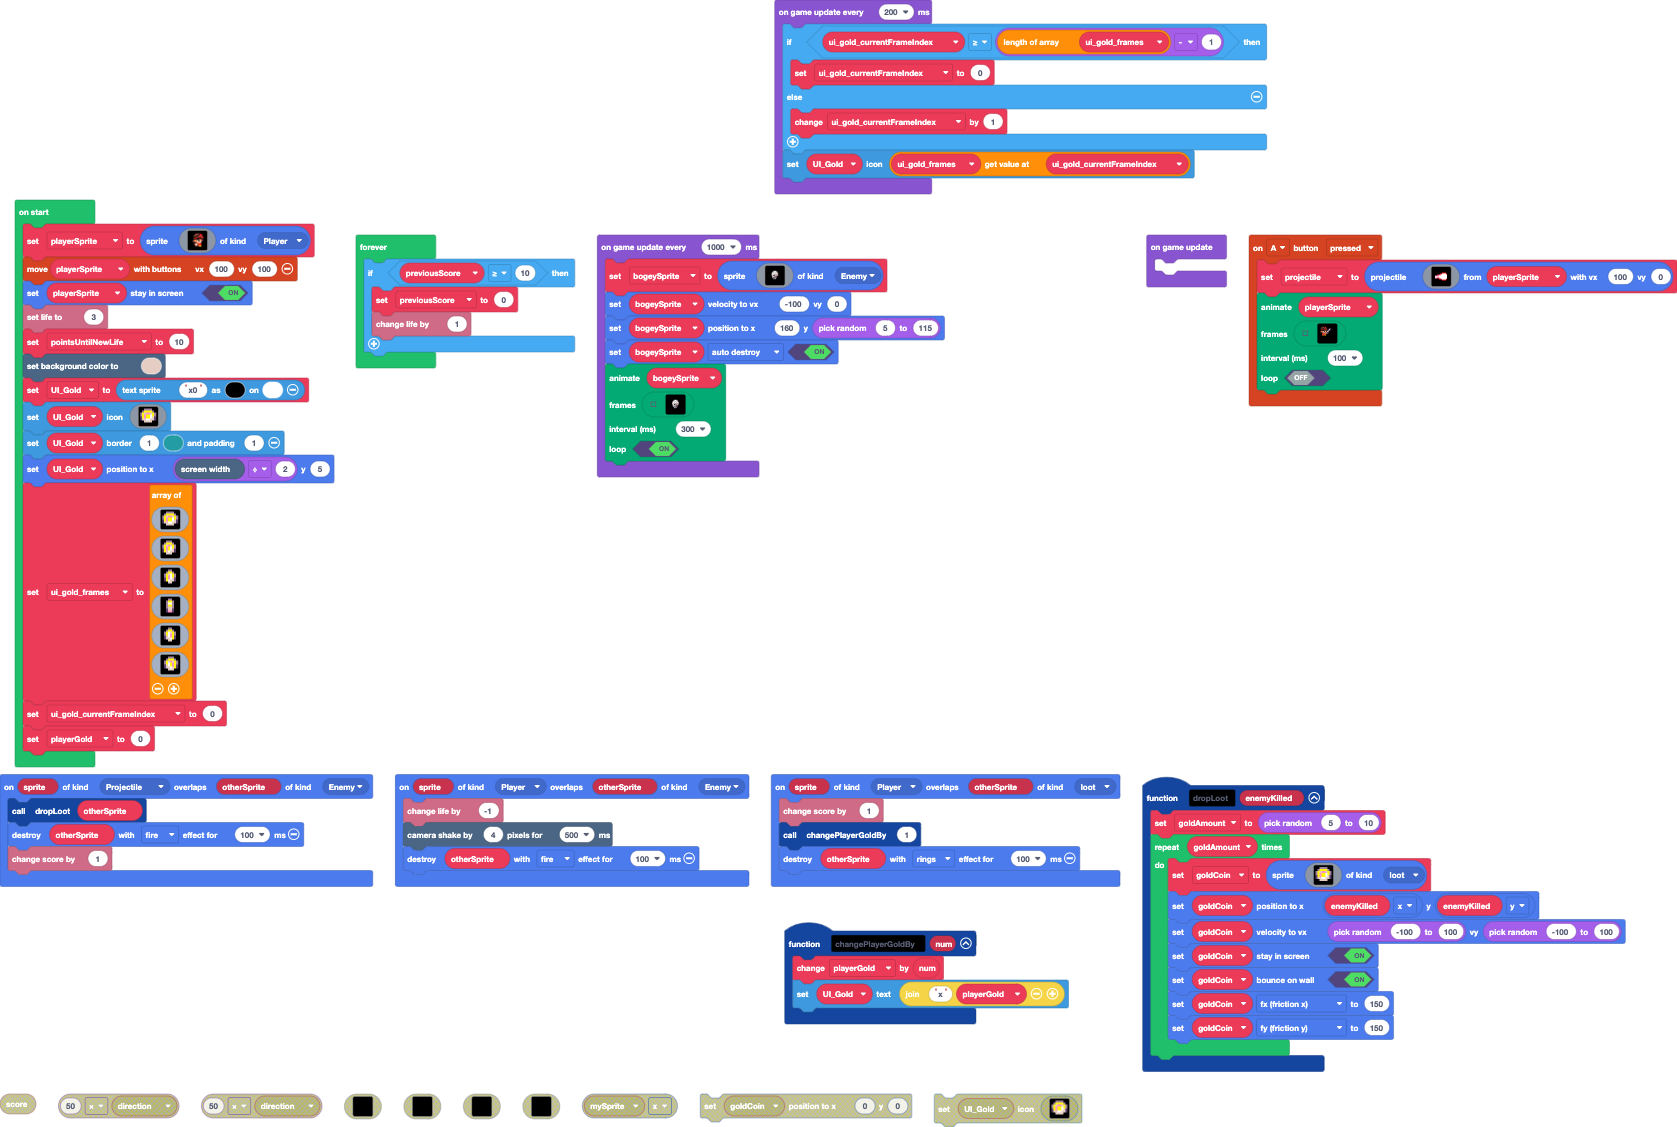 on game update every 200 ms
if ui_gold_currentFrameIndex ≥ length of array ui_gold_frames - 1 then
set ui_gold_currentFrameIndex to 0
else
change ui_gold_currentFrameIndex by 1
set UI_Gold icon ui_gold_frames get value at ui_gold_currentFrameIndex
on start
set playerSprite to sprite of kind Player
move playerSprite with buttons vx 100 vy 100
set playerSprite stay in screen ON
set life to 3
set pointsUntilNewLife to 10
set background color to
set UI_Gold to text sprite "x0" as on
set UI_Gold icon
set UI_Gold border 1 and padding 1
set UI_Gold position to x screen width ÷ 2 y 5
array of
set ui_gold_frames to
set ui_gold_currentFrameIndex to 0
set playerGold to 0
forever
if previousScore ≥ 10 then
set previousScore to 0
change life by 1
on game update every 1000 ms
set bogeySprite to sprite of kind Enemy
set bogeySprite velocity to vx -100 vy 0
set bogeySprite position to x 160 y pick random 5 to 115
set bogeySprite auto destroy ON
animate bogeySprite
frames
interval (ms) 300
loop ON
on game update
on A button pressed
set projectile to projectile from playerSprite with vx 100 vy 0
animate playerSprite
frames
interval (ms) 100
loop OFF
on sprite of kind Projectile overlaps otherSprite of kind Enemy
call dropLoot otherSprite
destroy otherSprite with fire effect for 100 ms
change score by 1
on sprite of kind Player overlaps otherSprite of kind Enemy
change life by -1
camera shake by 4 pixels for 500 ms
destroy otherSprite with fire effect for 100 ms
on sprite of kind Player overlaps otherSprite of kind loot
change score by 1
call changePlayerGoldBy 1
destroy otherSprite with rings effect for 100 ms
function changePlayerGoldBy num
change playerGold by num
set UI_Gold text join "x" playerGold
function dropLoot enemyKilled
set goldAmount to pick random 5 to 10
repeat goldAmount times
do
set goldCoin to sprite of kind loot
set goldCoin position to x enemyKilled x y enemyKilled y
set goldCoin velocity to vx pick random -100 to 100 vy pick random -100 to 100
set goldCoin stay in screen ON
set goldCoin bounce on wall ON
set goldCoin fx (friction x) to 150
set goldCoin fy (friction y) to 150
score
50 × direction
50 × direction
mySprite x
set goldCoin position to x 0 y 0
set UI_Gold icon